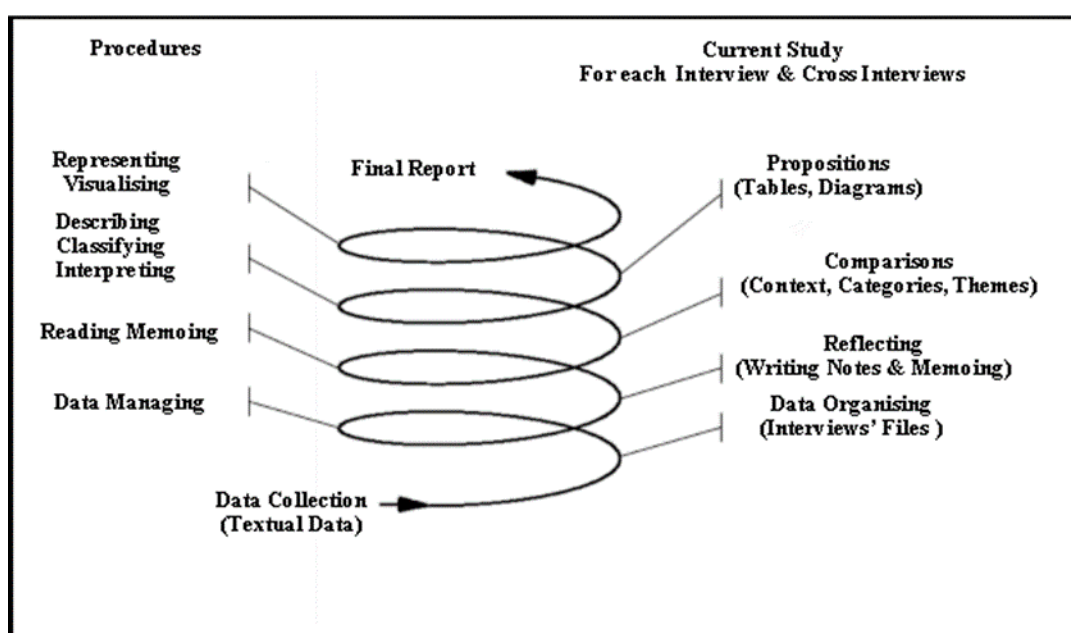 Procedures
Current Study
For each Interview & Cross Interviews
Representing
Visualising
Final Report
Propositions
(Tables, Diagrams)
Describing
Classifying
Interpreting
Comparisons
(Context, Categories, Themes)
Reading Memoing
Reflecting
(Writing Notes & Memoing)
Data Managing
Data Organising
(Interviews' Files )
Data Collection
(Textual Data)